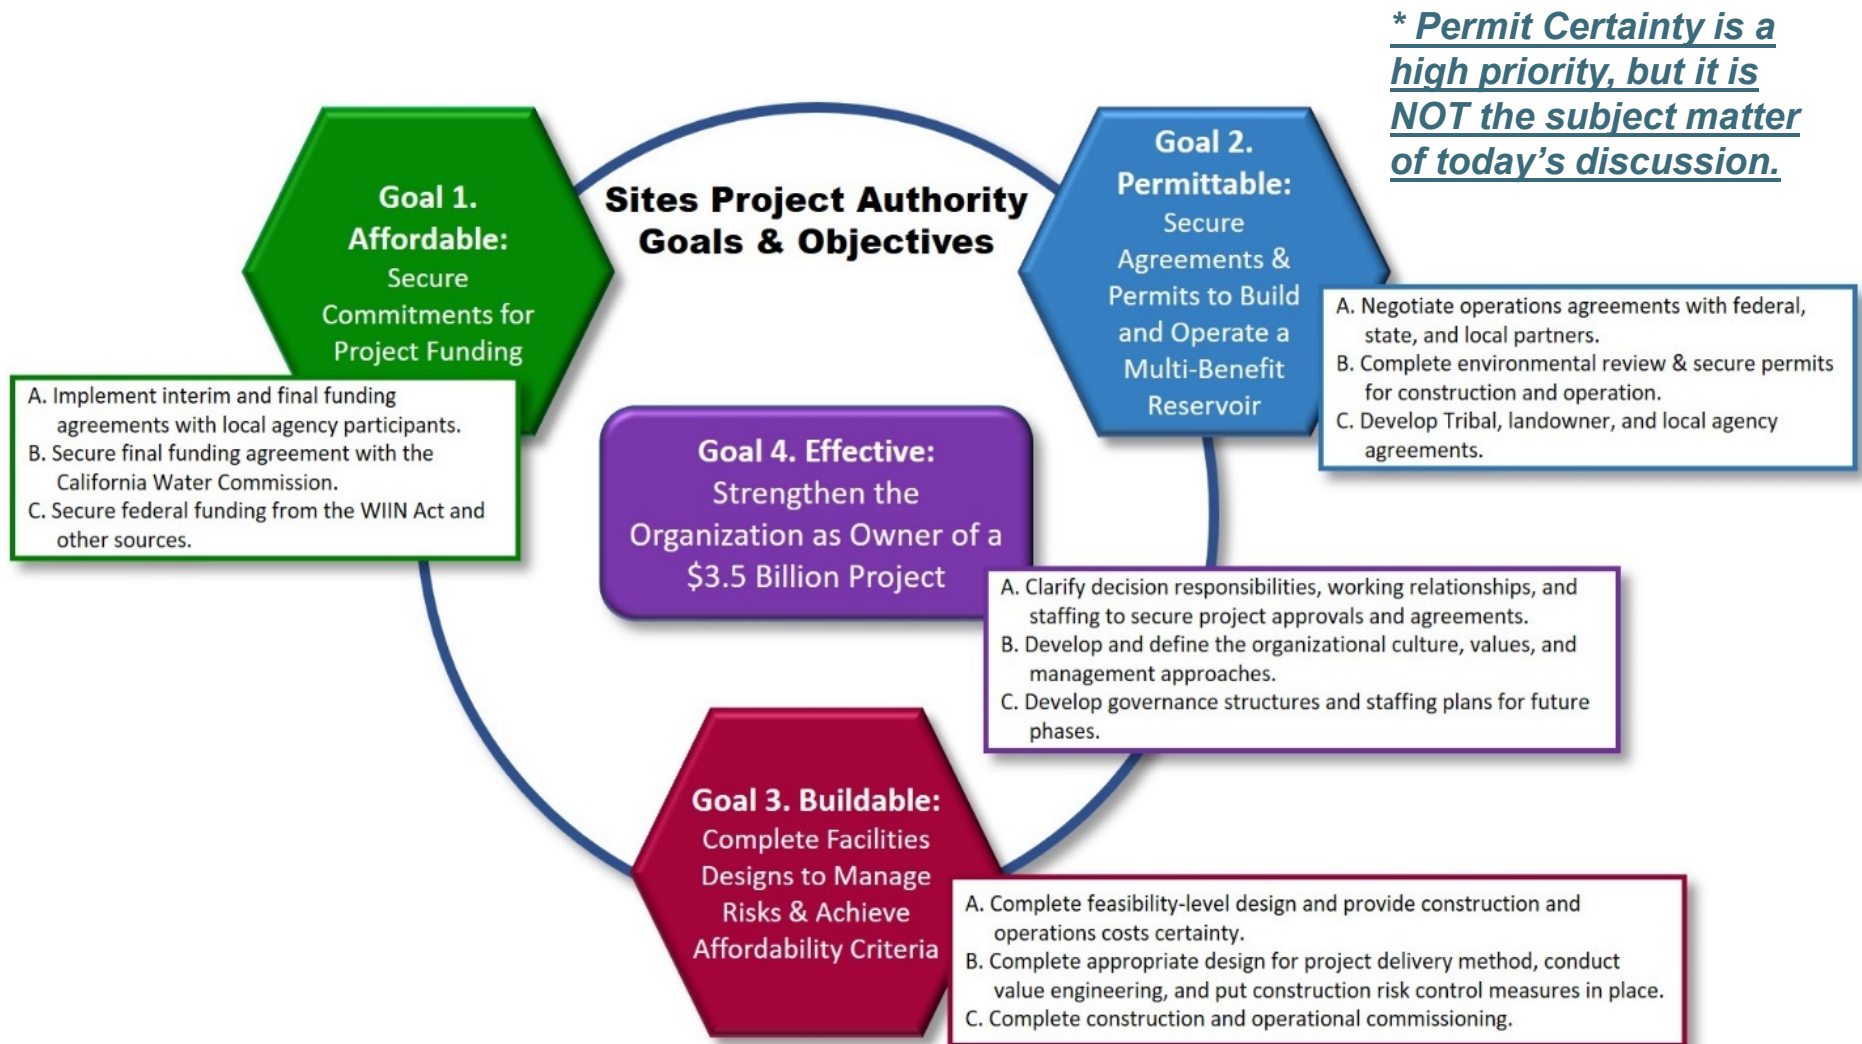 * Permit Certainty is a
high priority, but it is
NOT the subject matter
of today’s discussion.
Sites Project Authority
Goals & Objectives
Goal 1.
Affordable:
Secure
Commitments for
Project Funding
A. Implement interim and final funding
agreements with local agency participants.
B. Secure final funding agreement with the
California Water Commission.
C. Secure federal funding from the WIIN Act and
other sources.
Goal 2.
Permittable:
Secure
Agreements &
Permits to Build
and Operate a
Multi-Benefit
Reservoir
A. Negotiate operations agreements with federal,
state, and local partners.
B. Complete environmental review & secure permits
for construction and operation.
C. Develop Tribal, landowner, and local agency
agreements.
Goal 4. Effective:
Strengthen the
Organization as Owner of a
$3.5 Billion Project
A. Clarify decision responsibilities, working relationships, and
staffing to secure project approvals and agreements.
B. Develop and define the organizational culture, values, and
management approaches.
C. Develop governance structures and staffing plans for future
phases.
Goal 3. Buildable:
Complete Facilities
Designs to Manage
Risks & Achieve
Affordability Criteria
A. Complete feasibility-level design and provide construction and
operations costs certainty.
B. Complete appropriate design for project delivery method, conduct
value engineering, and put construction risk control measures in place.
C. Complete construction and operational commissioning.